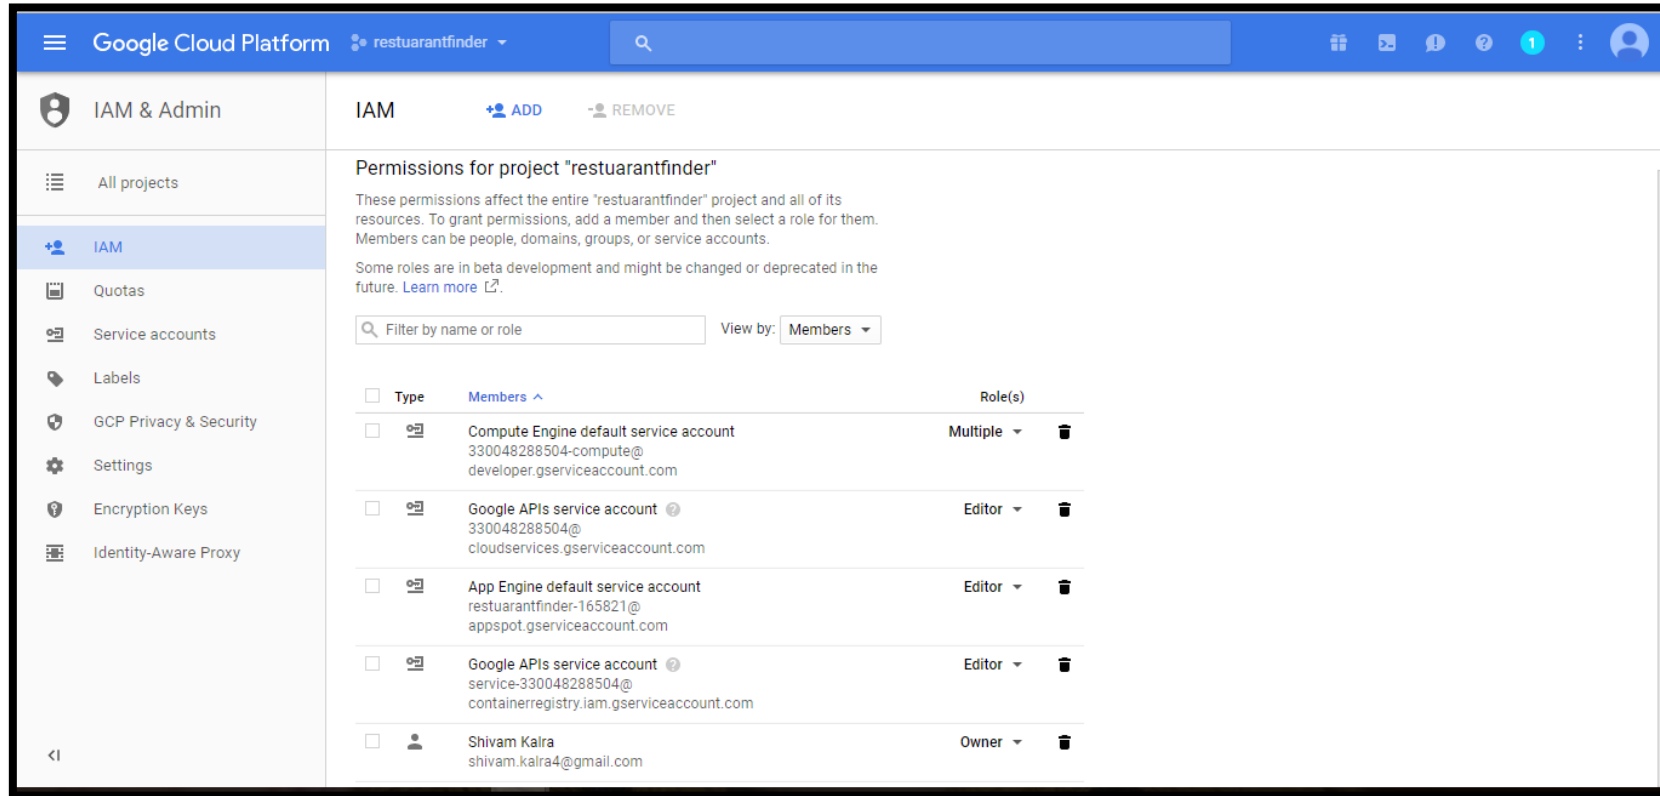 Google Cloud Platform restuarantfinder
1
IAM & Admin
IAM ADD REMOVE
All projects
IAM
Quotas
Service accounts
Labels
GCP Privacy & Security
Settings
Encryption Keys
Identity-Aware Proxy
Permissions for project "restuarantfinder"
These permissions affect the entire "restuarantfinder" project and all of its
resources. To grant permissions, add a member and then select a role for them.
Members can be people, domains, groups, or service accounts.
Some roles are in beta development and might be changed or deprecated in the
future. Learn more.
Filter by name or role View by: Members
Type Members Role(s)
Compute Engine default service account Multiple
330048288504-compute@
developer.gserviceaccount.com
Google APIs service account Editor
330048288504@
cloudservices.gserviceaccount.com
App Engine default service account Editor
restuarantfinder-165821@
appspot.gserviceaccount.com
Google APIs service account Editor
service-330048288504@
containerregistry.iam.gserviceaccount.com
Shivam Kalra Owner
shivam.kalra4@gmail.com